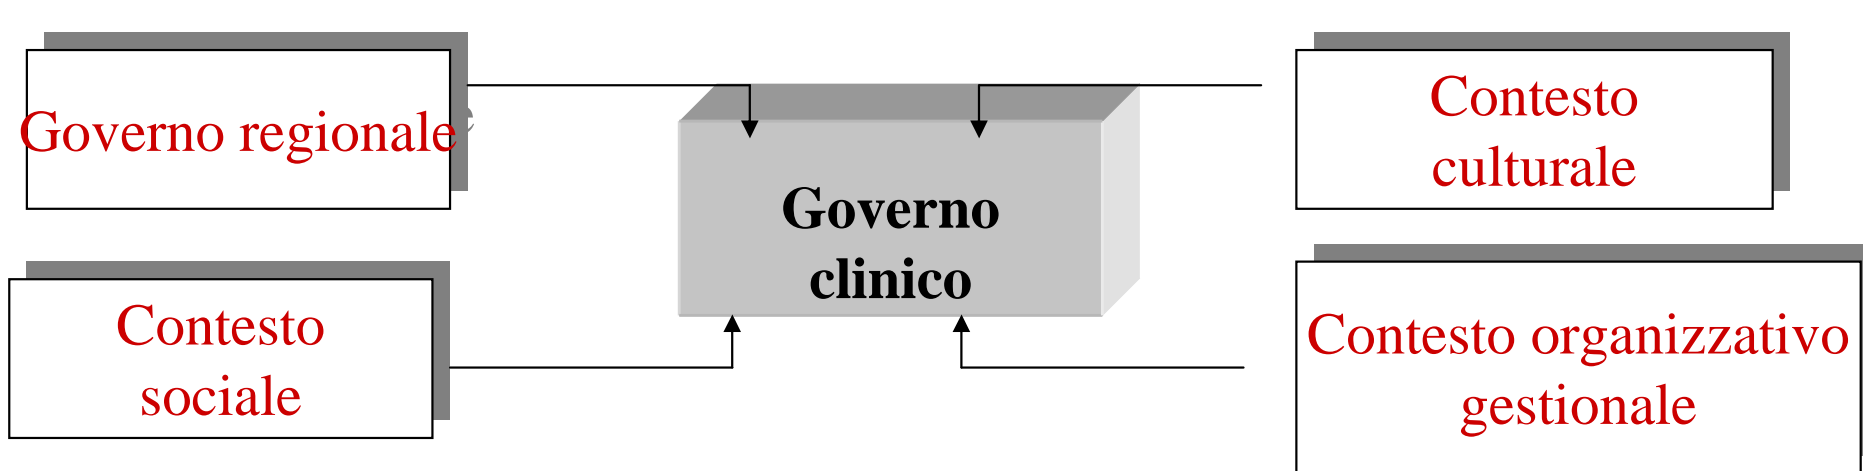 Governo regionale
Contesto
culturale
Governo
clinico
Contesto
sociale
Contesto organizzativo
gestionale